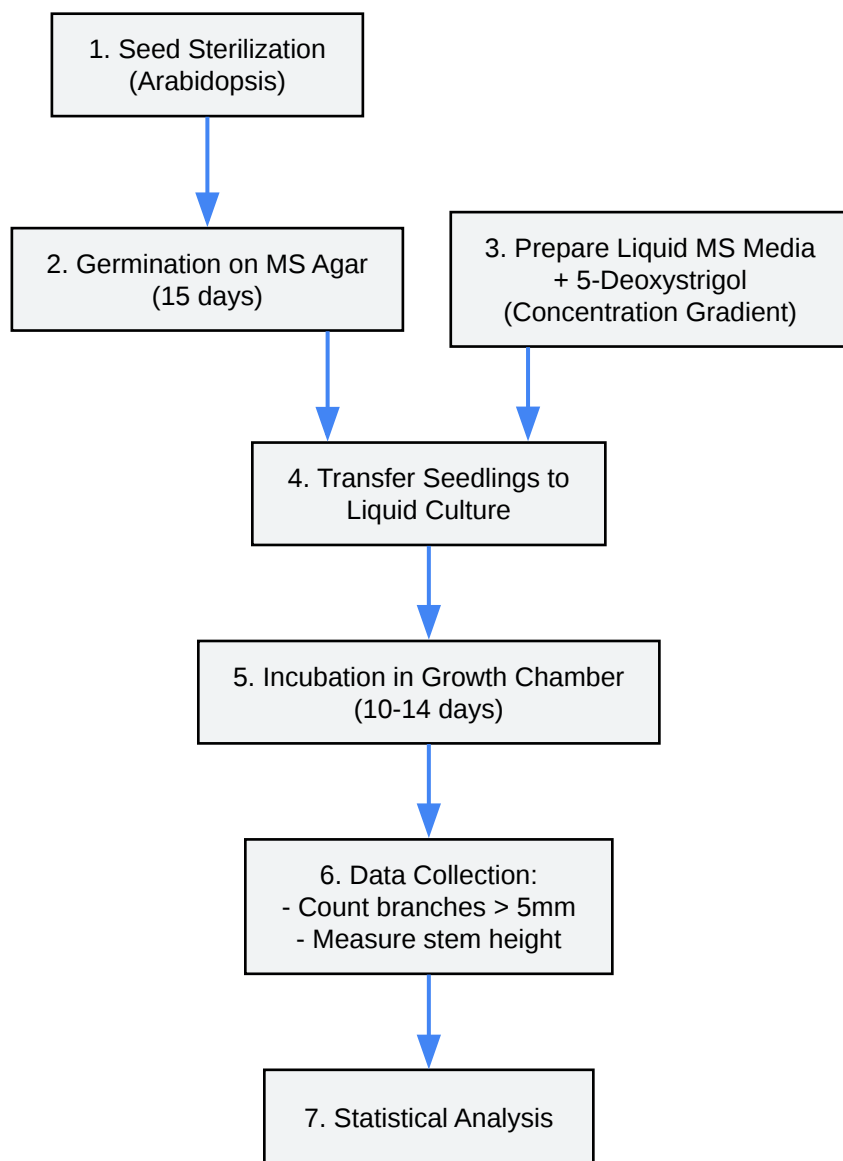 1. Seed Sterilization
(Arabidopsis)
2. Germination on MS Agar
(15 days)
3. Prepare Liquid MS Media
+ 5-Deoxystrigol
(Concentration Gradient)
4. Transfer Seedlings to
Liquid Culture
5. Incubation in Growth Chamber
(10-14 days)
6. Data Collection:
- Count branches > 5mm
- Measure stem height
7. Statistical Analysis